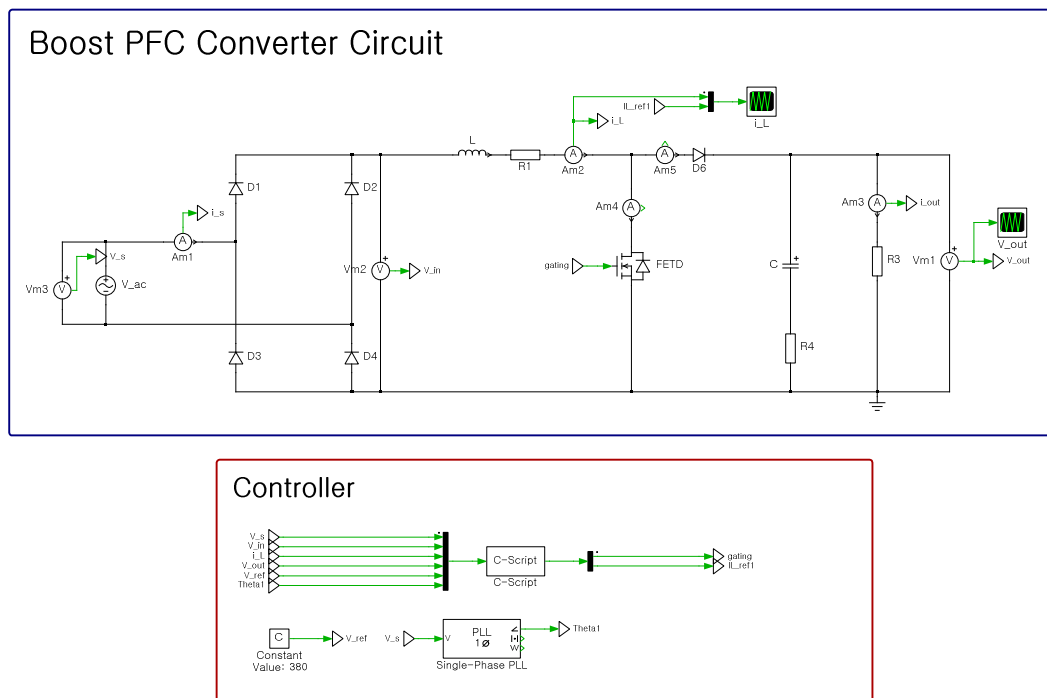 Boost PFC Converter Circuit
IL_ref1
i_L
i_L
L
R1
A
Am2
A
Am5
D6
D1
D2
i_s
A
Am1
V_s
Vm3
V
V_ac
Vm2
V
V_in
Am4
A
gating
FETD
C
R4
Am3
A
i_out
R3
Vm1
V
V_out
V_out
D3
D4
Controller
V_s
V_in
i_L
V_out
V_ref
Theta1
C-Script
C-Script
gating
IL_ref1
C
V_ref
Constant
Value: 380
V_s
V
PLL
1Ø
∠
|·|
W
Single-Phase PLL
Theta1